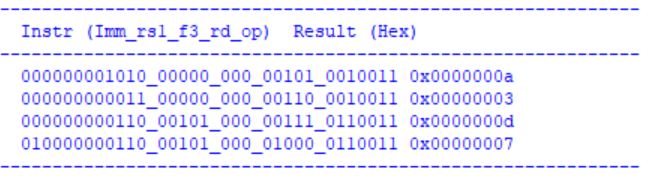 ----------------------------------------------------------------
Instr (Imm_rs1_f3_rd_op)  Result (Hex)
----------------------------------------------------------------
000000001010_00000_000_00101_0010011 0x0000000a
000000000011_00000_000_00110_0010011 0x00000003
000000000110_00101_000_00111_0110011 0x0000000d
010000000110_00101_000_01000_0110011 0x00000007
----------------------------------------------------------------